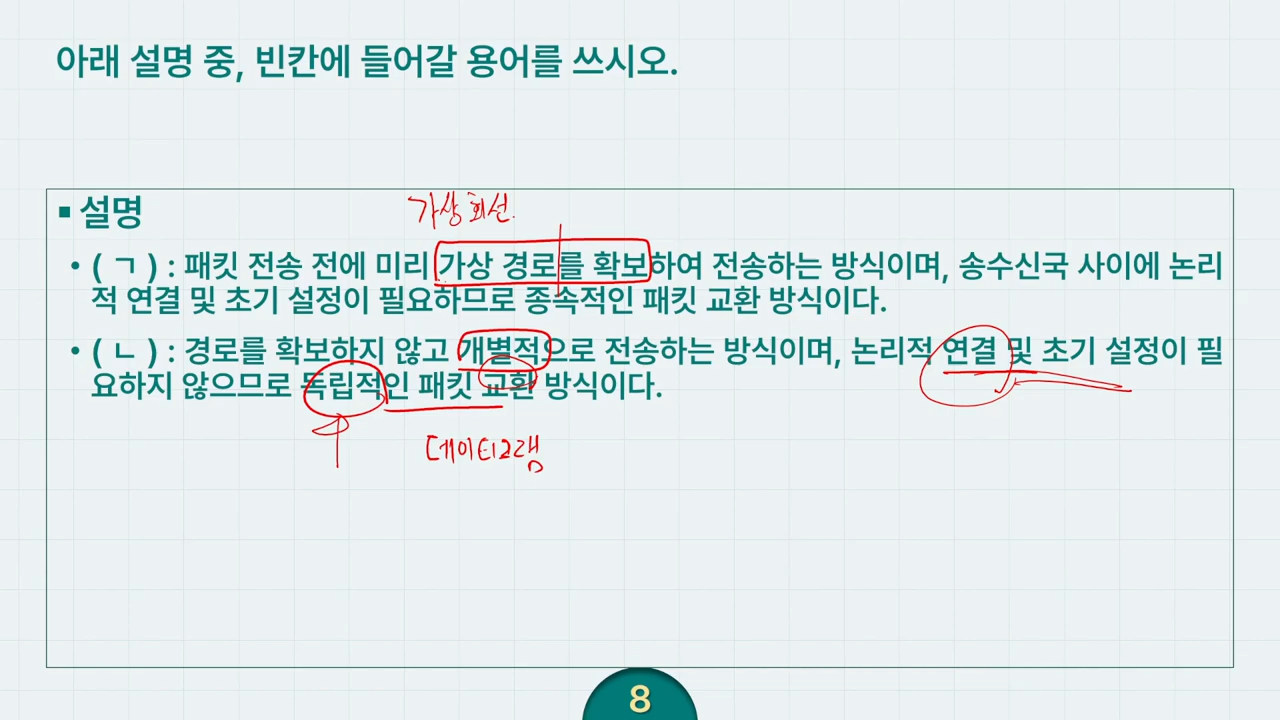 아래 설명 중, 빈칸에 들어갈 용어를 쓰시오.
▪ 설명
가상회선.
• ( ㄱ ) : 패킷 전송 전에 미리 가상 경로를 확보하여 전송하는 방식이며, 송수신국 사이에 논리
적 연결 및 초기 설정이 필요하므로 종속적인 패킷 교환 방식이다.
• ( ㄴ ) : 경로를 확보하지 않고 개별적으로 전송하는 방식이며, 논리적 연결 및 초기 설정이 필
요하지 않으므로 독립적인 패킷 교환 방식이다.
데이터그램
8